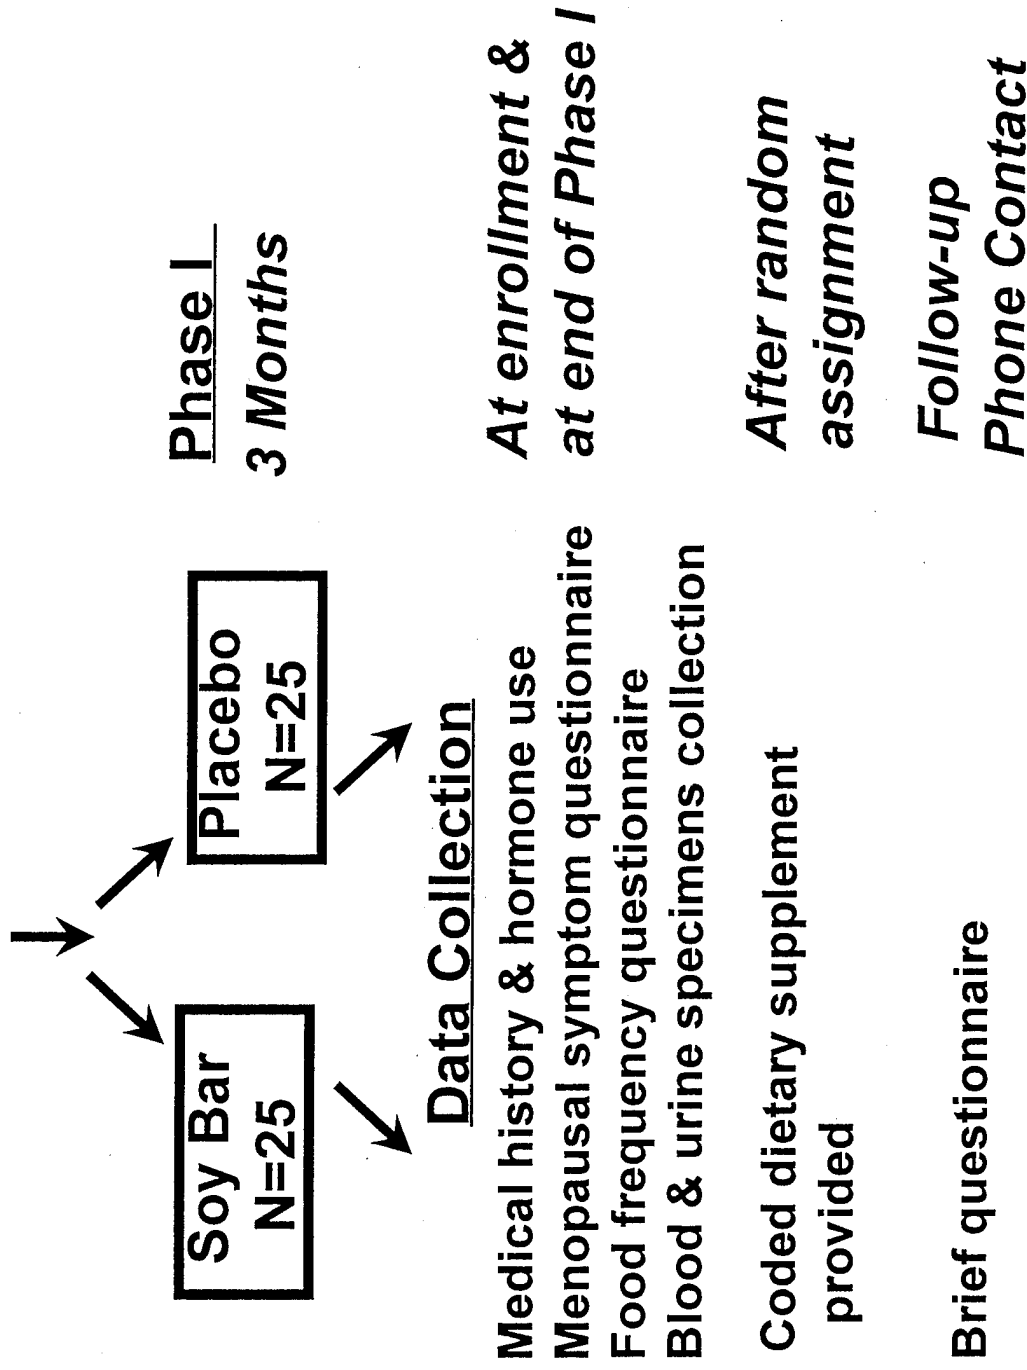 Phase I
3 Months
Soy Bar
N=25
Placebo
N=25
Data Collection
Medical history & hormone use
Menopausal symptom questionnaire
Food frequency questionnaire
Blood & urine specimens collection
At enrollment &
at end of Phase I
Coded dietary supplement
provided
After random
assignment
Brief questionnaire
Follow-up
Phone Contact